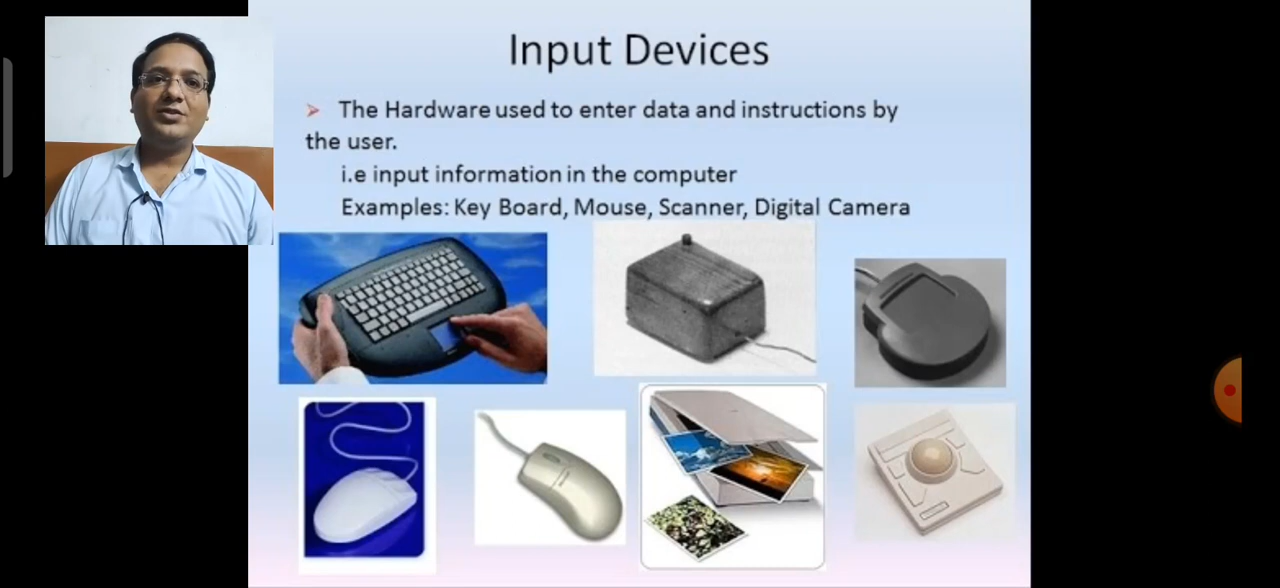 Input Devices
➢ The Hardware used to enter data and instructions by
the user.
i.e input information in the computer
Examples: Key Board, Mouse, Scanner, Digital Camera